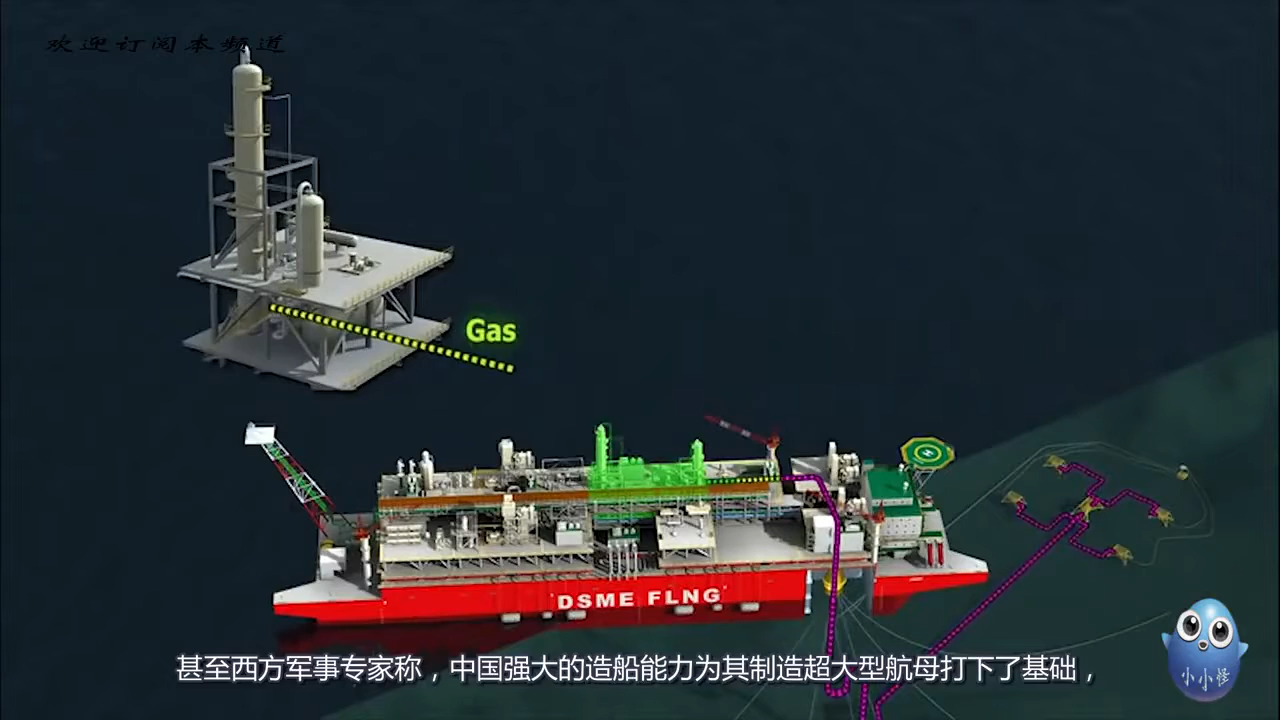 欢迎订阅本频道
Gas
H
DSME FLNG
甚至西方军事专家称，中国强大的造船能力为其制造超大型航母打下了基础，
小小怪